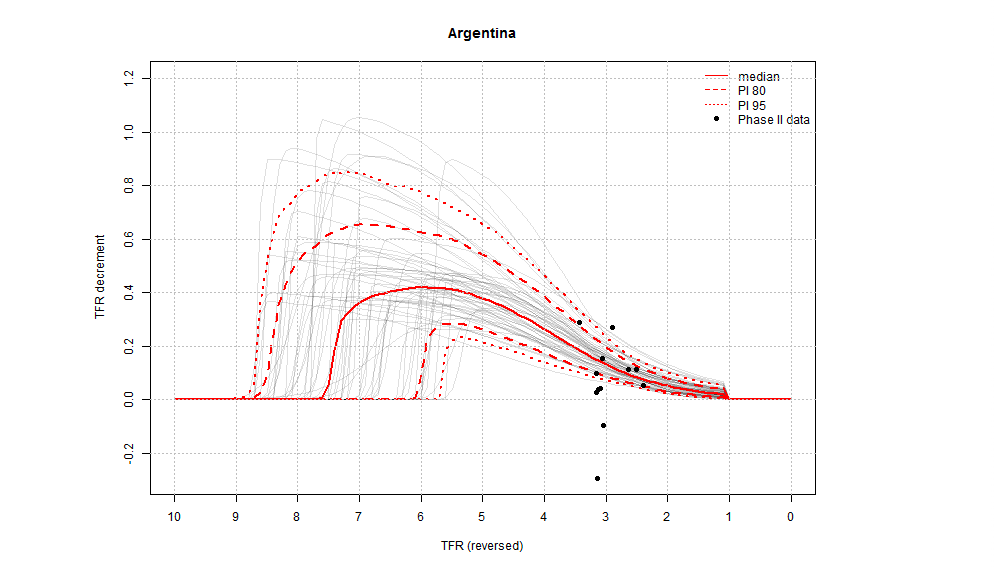 Argentina
median
PI 80
PI 95
Phase II data
TFR decrement
1.2
1.0
0.8
0.6
0.4
0.2
0.0
-0.2
10 9 8 7 6 5 4 3 2 1 0
TFR (reversed)